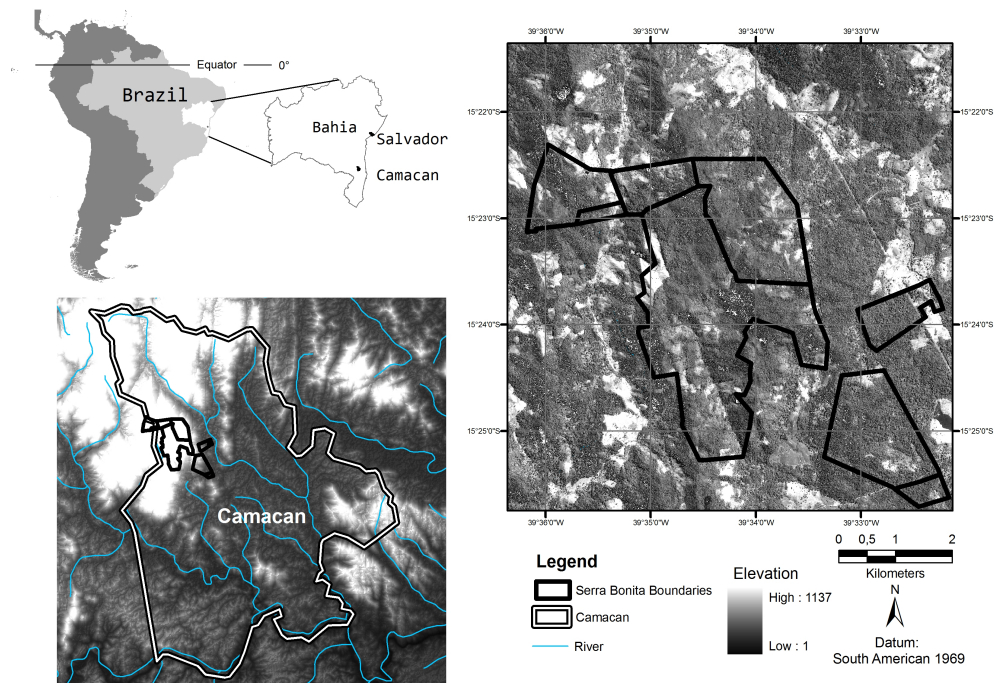 Equator
0°
Brazil
Bahia
Salvador
Camacan
Camacan
39°36'0"W
39°35'0"W
39°34'0"W
39°33'0"W
15°22'0"S
15°22'0"S
15°23'0"S
15°23'0"S
15°24'0"S
15°24'0"S
15°25'0"S
15°25'0"S
39°36'0"W
39°35'0"W
39°34'0"W
39°33'0"W
Legend
Serra Bonita Boundaries
Camacan
River
Elevation
High : 1137
Low : 1
0 0,5 1 2
Kilometers
N
Datum:
South American 1969